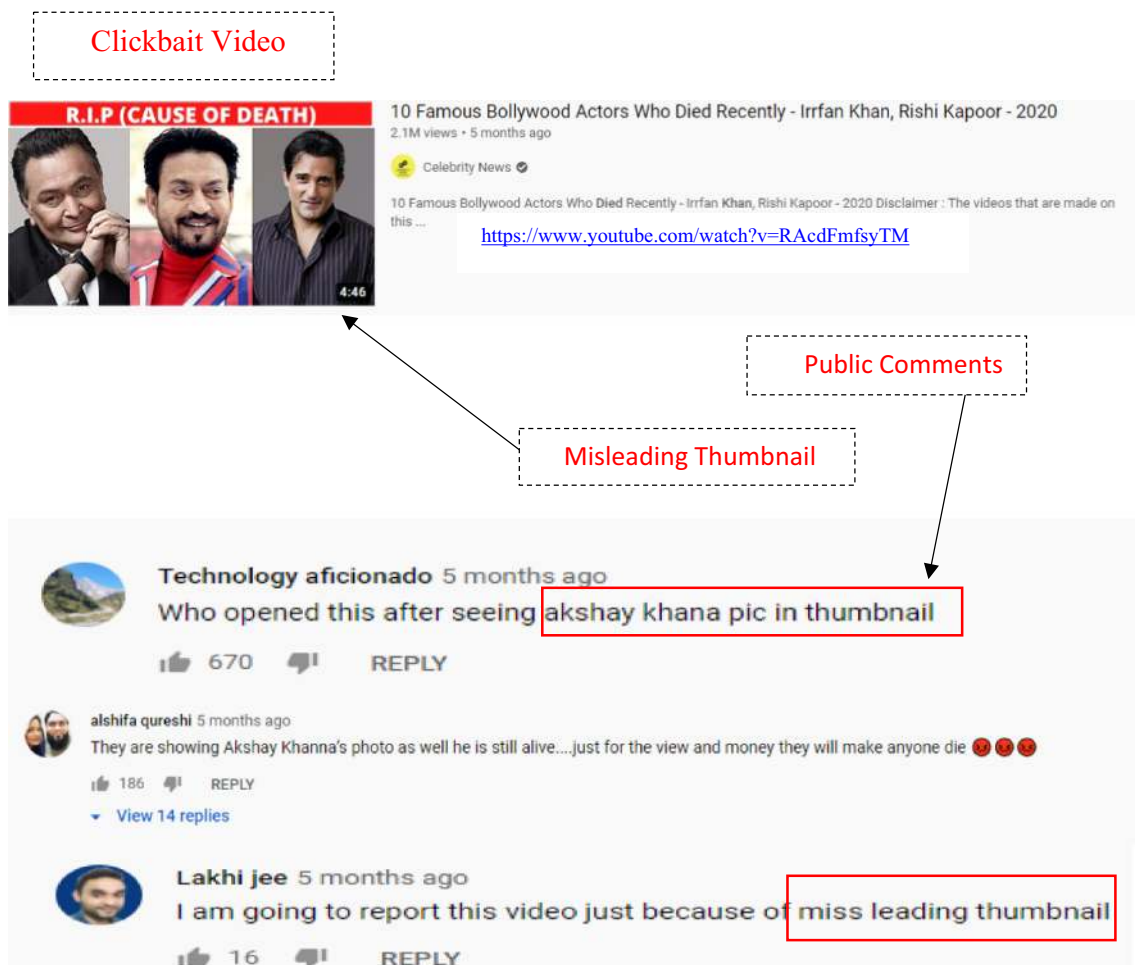 Clickbait Video
R.I.P (CAUSE OF DEATH)
4:46
10 Famous Bollywood Actors Who Died Recently - Irrfan Khan, Rishi Kapoor - 2020
2.1M views • 5 months ago
Celebrity News
10 Famous Bollywood Actors Who Died Recently - Irrfan Khan, Rishi Kapoor - 2020 Disclaimer : The videos that are made on
this ...
https://www.youtube.com/watch?v=RAcdFmfsyTM
Public Comments
Misleading Thumbnail
Technology aficionado 5 months ago
Who opened this after seeing akshay khana pic in thumbnail
670 REPLY
alshifa qureshi 5 months ago
They are showing Akshay Khanna's photo as well he is still alive....just for the view and money they will make anyone die 😡😡😡
186 REPLY
View 14 replies
Lakhi jee 5 months ago
I am going to report this video just because of miss leading thumbnail
16 REPLY